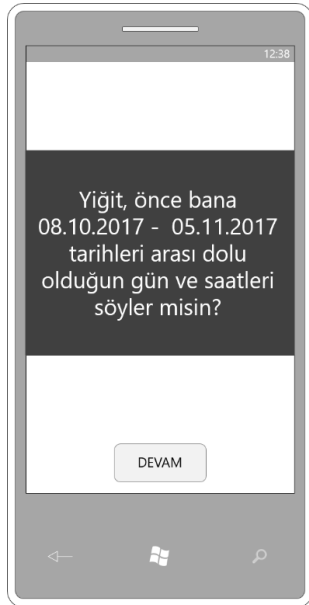 12:38
Yiğit, önce bana
08.10.2017 - 05.11.2017
tarihleri arası dolu
olduğun gün ve saatleri
söyler misin?
DEVAM